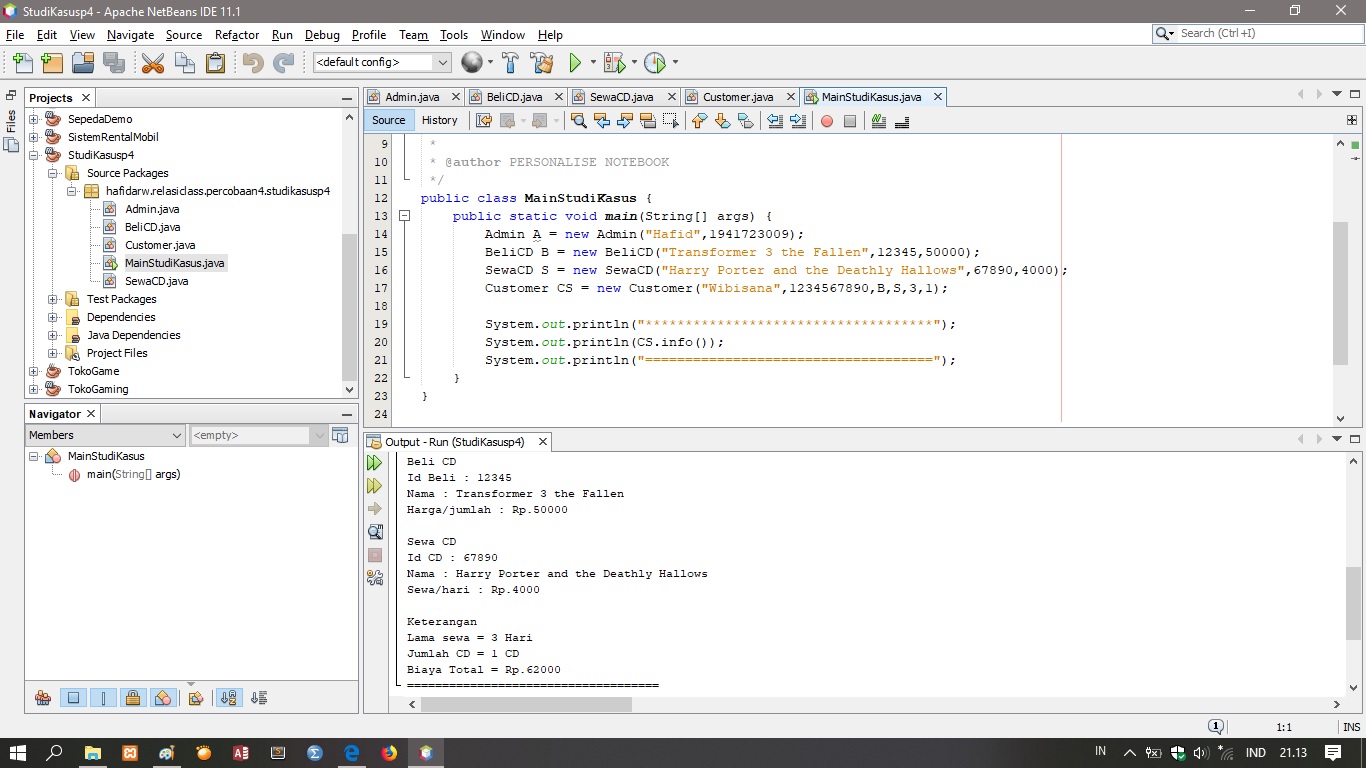 StudiKasusp4 - Apache NetBeans IDE 11.1
File Edit View Navigate Source Refactor Run Debug Profile Team Tools Window Help
Search (Ctrl+I)
<default config>
Files
Projects
SepedaDemo
SistemRentalMobil
StudiKasusp4
Source Packages
hafidarw.relasiclass.percobaan4.studikasusp4
Admin.java
BeliCD.java
Customer.java
MainStudiKasus.java
SewaCD.java
Test Packages
Dependencies
Java Dependencies
Project Files
TokoGame
TokoGaming
Navigator
Members
<empty>
MainStudiKasus
main(String[] args)
Admin.java BeliCD.java SewaCD.java Customer.java MainStudiKasus.java
Source History
9 *
10 * @author PERSONALISE NOTEBOOK
11 */
12 public class MainStudiKasus {
13 public static void main(String[] args) {
14 Admin A = new Admin("Hafid",1941723009);
15 BeliCD B = new BeliCD("Transformer 3 the Fallen",12345,50000);
16 SewaCD S = new SewaCD("Harry Porter and the Deathly Hallows",67890,4000);
17 Customer CS = new Customer("Wibisana",1234567890,B,S,3,1);
18
19 System.out.println("************************************");
20 System.out.println(CS.info());
21 System.out.println("====================================");
22 }
23 }
24
Output - Run (StudiKasusp4)
Beli CD
Id Beli : 12345
Nama : Transformer 3 the Fallen
Harga/jumlah : Rp.50000
Sewa CD
Id CD : 67890
Nama : Harry Porter and the Deathly Hallows
Sewa/hari : Rp.4000
Keterangan
Lama sewa = 3 Hari
Jumlah CD = 1 CD
Biaya Total = Rp.62000
====================================
1 1:1 INS
IN IND 21.13